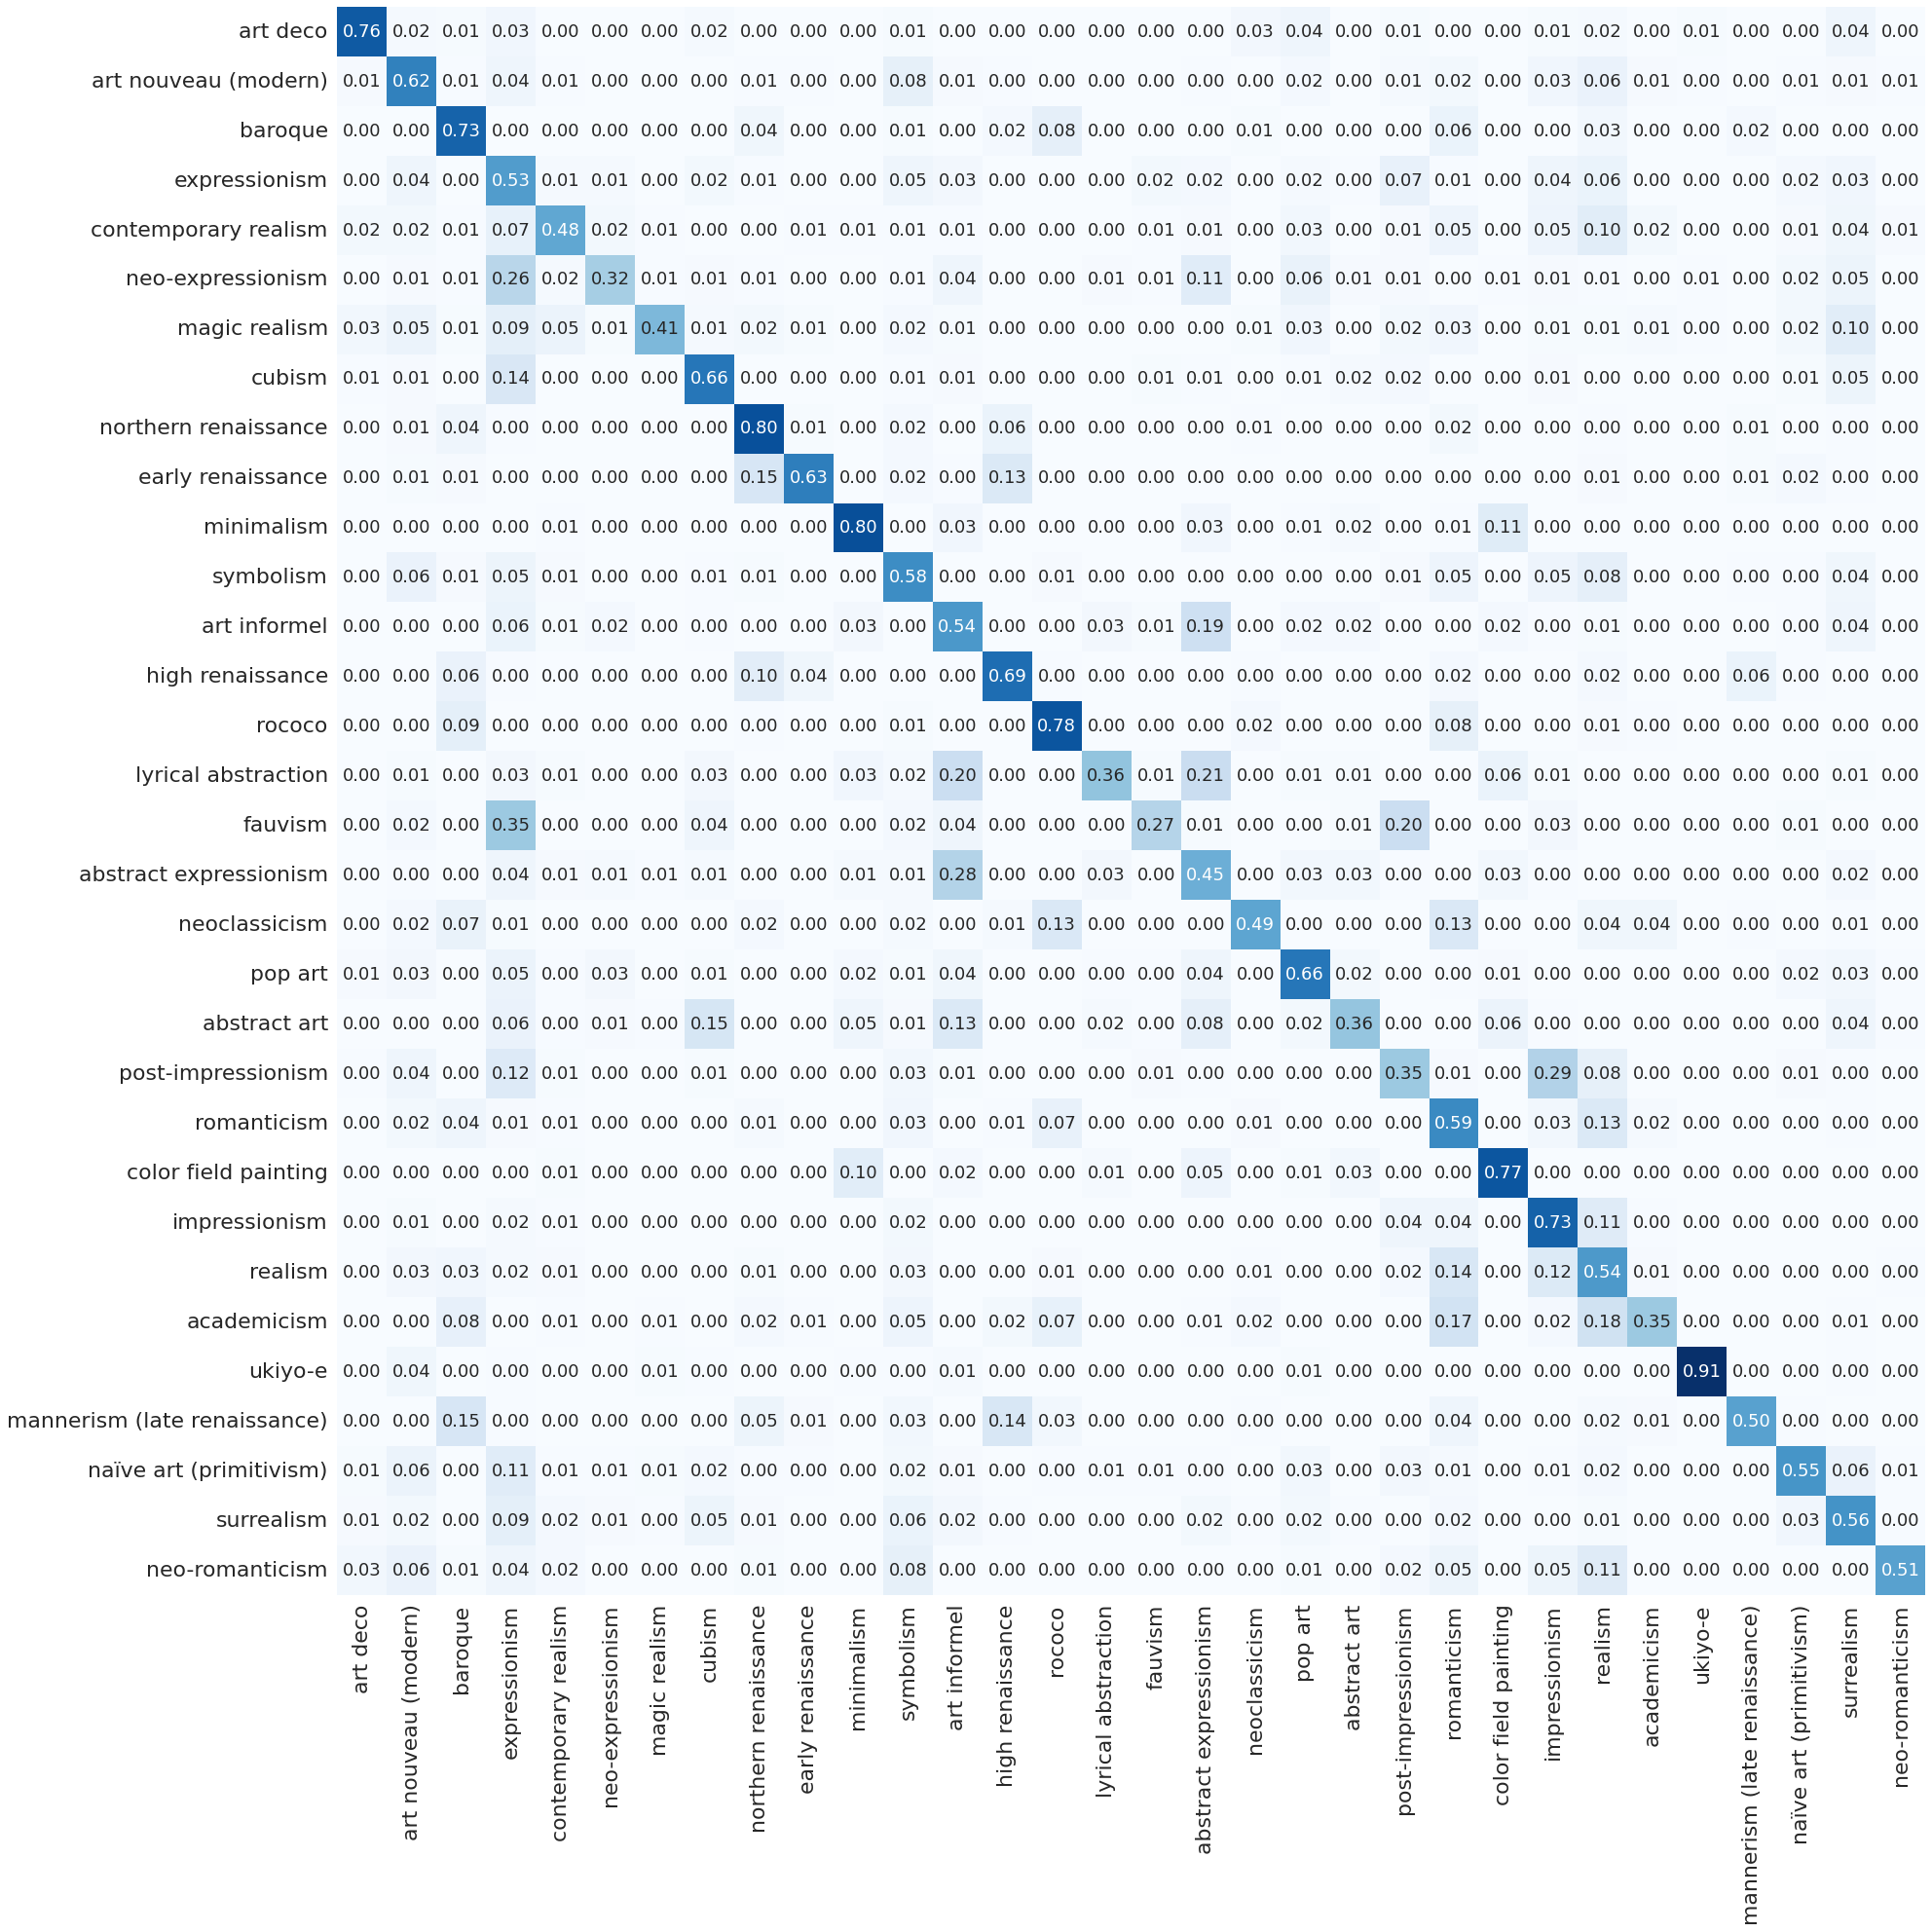 art deco 0.76 0.02 0.01 0.03 0.00 0.00 0.00 0.02 0.00 0.00 0.00 0.01 0.00 0.00 0.00 0.00 0.00 0.00 0.03 0.04 0.00 0.01 0.00 0.00 0.01 0.02 0.00 0.01 0.00 0.00 0.04 0.00
art nouveau (modern) 0.01 0.62 0.01 0.04 0.01 0.00 0.00 0.01 0.00 0.00 0.00 0.08 0.01 0.00 0.00 0.00 0.00 0.00 0.00 0.02 0.00 0.01 0.02 0.00 0.03 0.06 0.01 0.00 0.00 0.01 0.01 0.01
baroque 0.00 0.00 0.73 0.00 0.00 0.00 0.00 0.00 0.04 0.00 0.00 0.01 0.00 0.02 0.08 0.00 0.00 0.00 0.01 0.00 0.00 0.00 0.06 0.00 0.00 0.03 0.00 0.00 0.02 0.00 0.00 0.00
expressionism 0.00 0.04 0.00 0.53 0.01 0.01 0.00 0.02 0.01 0.00 0.00 0.05 0.03 0.00 0.00 0.00 0.02 0.02 0.00 0.02 0.00 0.07 0.01 0.00 0.04 0.06 0.00 0.00 0.00 0.02 0.03 0.00
contemporary realism 0.02 0.02 0.01 0.07 0.48 0.02 0.01 0.00 0.00 0.01 0.01 0.01 0.01 0.00 0.00 0.00 0.01 0.01 0.00 0.03 0.00 0.01 0.05 0.00 0.05 0.10 0.02 0.00 0.00 0.01 0.04 0.01
neo-expressionism 0.00 0.01 0.01 0.26 0.02 0.32 0.01 0.01 0.01 0.00 0.00 0.01 0.04 0.00 0.00 0.01 0.01 0.11 0.00 0.06 0.01 0.01 0.00 0.01 0.01 0.01 0.00 0.01 0.00 0.02 0.05 0.00
magic realism 0.03 0.05 0.01 0.09 0.05 0.01 0.41 0.01 0.02 0.01 0.00 0.02 0.01 0.00 0.00 0.00 0.00 0.00 0.01 0.03 0.00 0.02 0.03 0.00 0.01 0.01 0.01 0.00 0.00 0.02 0.10 0.00
cubism 0.01 0.01 0.00 0.14 0.00 0.00 0.00 0.66 0.00 0.00 0.00 0.01 0.01 0.00 0.00 0.00 0.01 0.01 0.00 0.01 0.02 0.02 0.00 0.00 0.01 0.00 0.00 0.00 0.00 0.01 0.05 0.00
northern renaissance 0.00 0.01 0.04 0.00 0.00 0.00 0.00 0.00 0.80 0.01 0.00 0.02 0.00 0.06 0.00 0.00 0.00 0.00 0.01 0.00 0.00 0.00 0.02 0.00 0.00 0.00 0.00 0.00 0.01 0.00 0.00 0.00
early renaissance 0.00 0.01 0.01 0.00 0.00 0.00 0.00 0.00 0.15 0.63 0.00 0.02 0.00 0.13 0.00 0.00 0.00 0.00 0.00 0.00 0.00 0.00 0.00 0.00 0.00 0.01 0.00 0.00 0.01 0.02 0.00 0.00
minimalism 0.00 0.00 0.00 0.00 0.01 0.00 0.00 0.00 0.00 0.00 0.80 0.00 0.03 0.00 0.00 0.00 0.00 0.03 0.00 0.01 0.02 0.00 0.01 0.11 0.00 0.00 0.00 0.00 0.00 0.00 0.00 0.00
symbolism 0.00 0.06 0.01 0.05 0.01 0.00 0.00 0.01 0.01 0.00 0.00 0.58 0.00 0.00 0.01 0.00 0.00 0.00 0.00 0.00 0.00 0.01 0.05 0.00 0.05 0.08 0.00 0.00 0.00 0.00 0.04 0.00
art informel 0.00 0.00 0.00 0.06 0.01 0.02 0.00 0.00 0.00 0.00 0.03 0.00 0.54 0.00 0.00 0.03 0.01 0.19 0.00 0.02 0.02 0.00 0.00 0.02 0.00 0.01 0.00 0.00 0.00 0.00 0.04 0.00
high renaissance 0.00 0.00 0.06 0.00 0.00 0.00 0.00 0.00 0.10 0.04 0.00 0.00 0.00 0.69 0.00 0.00 0.00 0.00 0.00 0.00 0.00 0.00 0.02 0.00 0.00 0.02 0.00 0.00 0.06 0.00 0.00 0.00
rococo 0.00 0.00 0.09 0.00 0.00 0.00 0.00 0.00 0.00 0.00 0.00 0.01 0.00 0.00 0.78 0.00 0.00 0.00 0.02 0.00 0.00 0.00 0.08 0.00 0.00 0.01 0.00 0.00 0.00 0.00 0.00 0.00
lyrical abstraction 0.00 0.01 0.00 0.03 0.01 0.00 0.00 0.03 0.00 0.00 0.03 0.02 0.20 0.00 0.00 0.36 0.01 0.21 0.00 0.01 0.01 0.00 0.00 0.06 0.01 0.00 0.00 0.00 0.00 0.00 0.01 0.00
fauvism 0.00 0.02 0.00 0.35 0.00 0.00 0.00 0.04 0.00 0.00 0.00 0.02 0.04 0.00 0.00 0.00 0.27 0.01 0.00 0.00 0.01 0.20 0.00 0.00 0.03 0.00 0.00 0.00 0.00 0.01 0.00 0.00
abstract expressionism 0.00 0.00 0.00 0.04 0.01 0.01 0.01 0.01 0.00 0.00 0.01 0.01 0.28 0.00 0.00 0.03 0.00 0.45 0.00 0.03 0.03 0.00 0.00 0.03 0.00 0.00 0.00 0.00 0.00 0.00 0.02 0.00
neoclassicism 0.00 0.02 0.07 0.01 0.00 0.00 0.00 0.00 0.02 0.00 0.00 0.02 0.00 0.01 0.13 0.00 0.00 0.00 0.49 0.00 0.00 0.00 0.13 0.00 0.00 0.04 0.04 0.00 0.00 0.00 0.01 0.00
pop art 0.01 0.03 0.00 0.05 0.00 0.03 0.00 0.01 0.00 0.00 0.02 0.01 0.04 0.00 0.00 0.00 0.00 0.04 0.00 0.66 0.02 0.00 0.00 0.01 0.00 0.00 0.00 0.00 0.00 0.02 0.03 0.00
abstract art 0.00 0.00 0.00 0.06 0.00 0.01 0.00 0.15 0.00 0.00 0.05 0.01 0.13 0.00 0.00 0.02 0.00 0.08 0.00 0.02 0.36 0.00 0.00 0.06 0.00 0.00 0.00 0.00 0.00 0.00 0.04 0.00
post-impressionism 0.00 0.04 0.00 0.12 0.01 0.00 0.00 0.01 0.00 0.00 0.00 0.03 0.01 0.00 0.00 0.00 0.01 0.00 0.00 0.00 0.00 0.35 0.01 0.00 0.29 0.08 0.00 0.00 0.00 0.01 0.00 0.00
romanticism 0.00 0.02 0.04 0.01 0.01 0.00 0.00 0.00 0.01 0.00 0.00 0.03 0.00 0.01 0.07 0.00 0.00 0.00 0.01 0.00 0.00 0.00 0.59 0.00 0.03 0.13 0.02 0.00 0.00 0.00 0.00 0.00
color field painting 0.00 0.00 0.00 0.00 0.01 0.00 0.00 0.00 0.00 0.00 0.10 0.00 0.02 0.00 0.00 0.01 0.00 0.05 0.00 0.01 0.03 0.00 0.00 0.77 0.00 0.00 0.00 0.00 0.00 0.00 0.00 0.00
impressionism 0.00 0.01 0.00 0.02 0.01 0.00 0.00 0.00 0.00 0.00 0.00 0.02 0.00 0.00 0.00 0.00 0.00 0.00 0.00 0.00 0.00 0.04 0.04 0.00 0.73 0.11 0.00 0.00 0.00 0.00 0.00 0.00
realism 0.00 0.03 0.03 0.02 0.01 0.00 0.00 0.00 0.01 0.00 0.00 0.03 0.00 0.00 0.01 0.00 0.00 0.00 0.01 0.00 0.00 0.02 0.14 0.00 0.12 0.54 0.01 0.00 0.00 0.00 0.00 0.00
academicism 0.00 0.00 0.08 0.00 0.01 0.00 0.01 0.00 0.02 0.01 0.00 0.05 0.00 0.02 0.07 0.00 0.00 0.01 0.02 0.00 0.00 0.00 0.17 0.00 0.02 0.18 0.35 0.00 0.00 0.00 0.01 0.00
ukiyo-e 0.00 0.04 0.00 0.00 0.00 0.00 0.01 0.00 0.00 0.00 0.00 0.00 0.01 0.00 0.00 0.00 0.00 0.00 0.00 0.01 0.00 0.00 0.00 0.00 0.00 0.00 0.00 0.91 0.00 0.00 0.00 0.00
mannerism (late renaissance) 0.00 0.00 0.15 0.00 0.00 0.00 0.00 0.00 0.05 0.01 0.00 0.03 0.00 0.14 0.03 0.00 0.00 0.00 0.00 0.00 0.00 0.00 0.04 0.00 0.00 0.02 0.01 0.00 0.50 0.00 0.00 0.00
naïve art (primitivism) 0.01 0.06 0.00 0.11 0.01 0.01 0.01 0.02 0.00 0.00 0.00 0.02 0.01 0.00 0.00 0.01 0.01 0.00 0.00 0.03 0.00 0.03 0.01 0.00 0.01 0.02 0.00 0.00 0.00 0.55 0.06 0.01
surrealism 0.01 0.02 0.00 0.09 0.02 0.01 0.00 0.05 0.01 0.00 0.00 0.06 0.02 0.00 0.00 0.00 0.00 0.02 0.00 0.02 0.00 0.00 0.02 0.00 0.00 0.01 0.00 0.00 0.00 0.03 0.56 0.00
neo-romanticism 0.03 0.06 0.01 0.04 0.02 0.00 0.00 0.00 0.01 0.00 0.00 0.08 0.00 0.00 0.00 0.00 0.00 0.00 0.00 0.01 0.00 0.02 0.05 0.00 0.05 0.11 0.00 0.00 0.00 0.00 0.00 0.51
art deco
art nouveau (modern)
baroque
expressionism
contemporary realism
neo-expressionism
magic realism
cubism
northern renaissance
early renaissance
minimalism
symbolism
art informel
high renaissance
rococo
lyrical abstraction
fauvism
abstract expressionism
neoclassicism
pop art
abstract art
post-impressionism
romanticism
color field painting
impressionism
realism
academicism
ukiyo-e
mannerism (late renaissance)
naïve art (primitivism)
surrealism
neo-romanticism